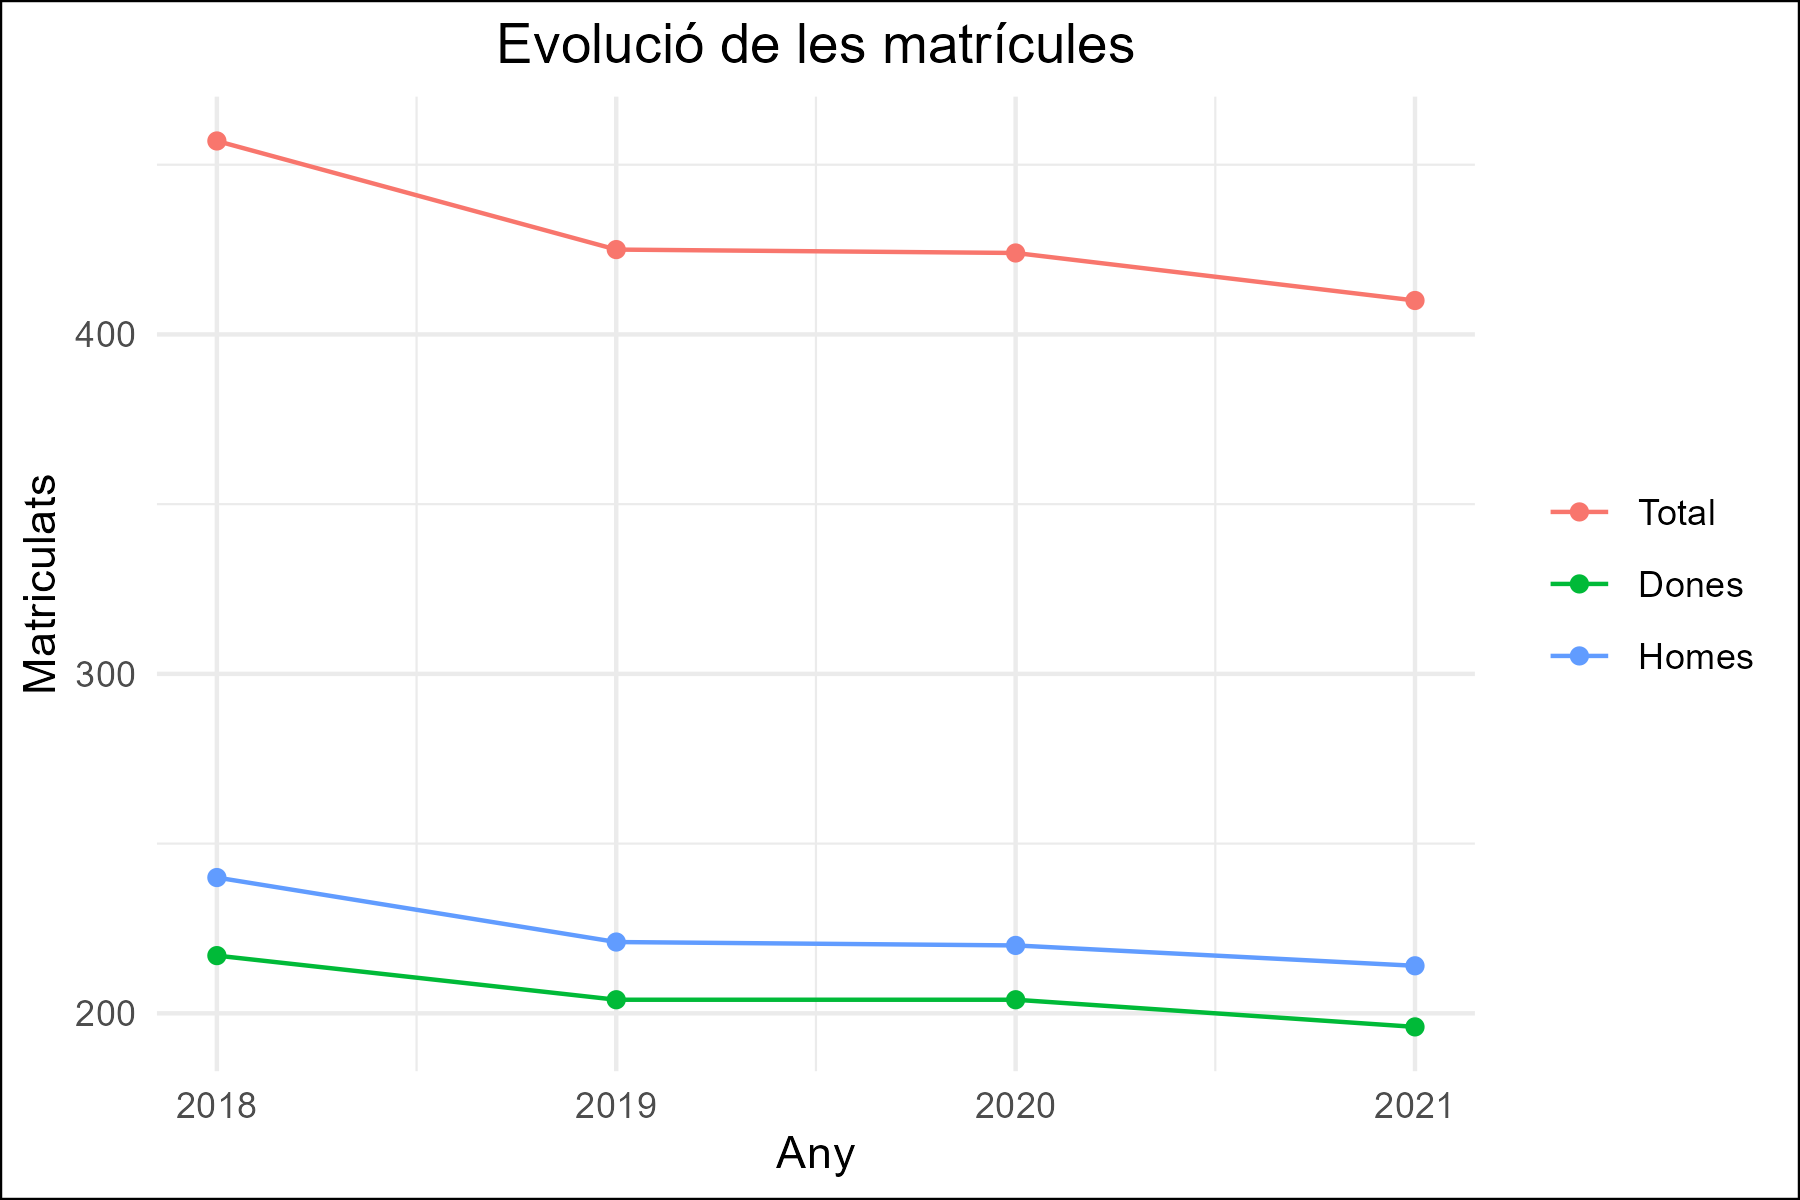 Evolució de les matrícules
Matriculats
400
300
200
2018
2019
2020
2021
Any
Total
Dones
Homes